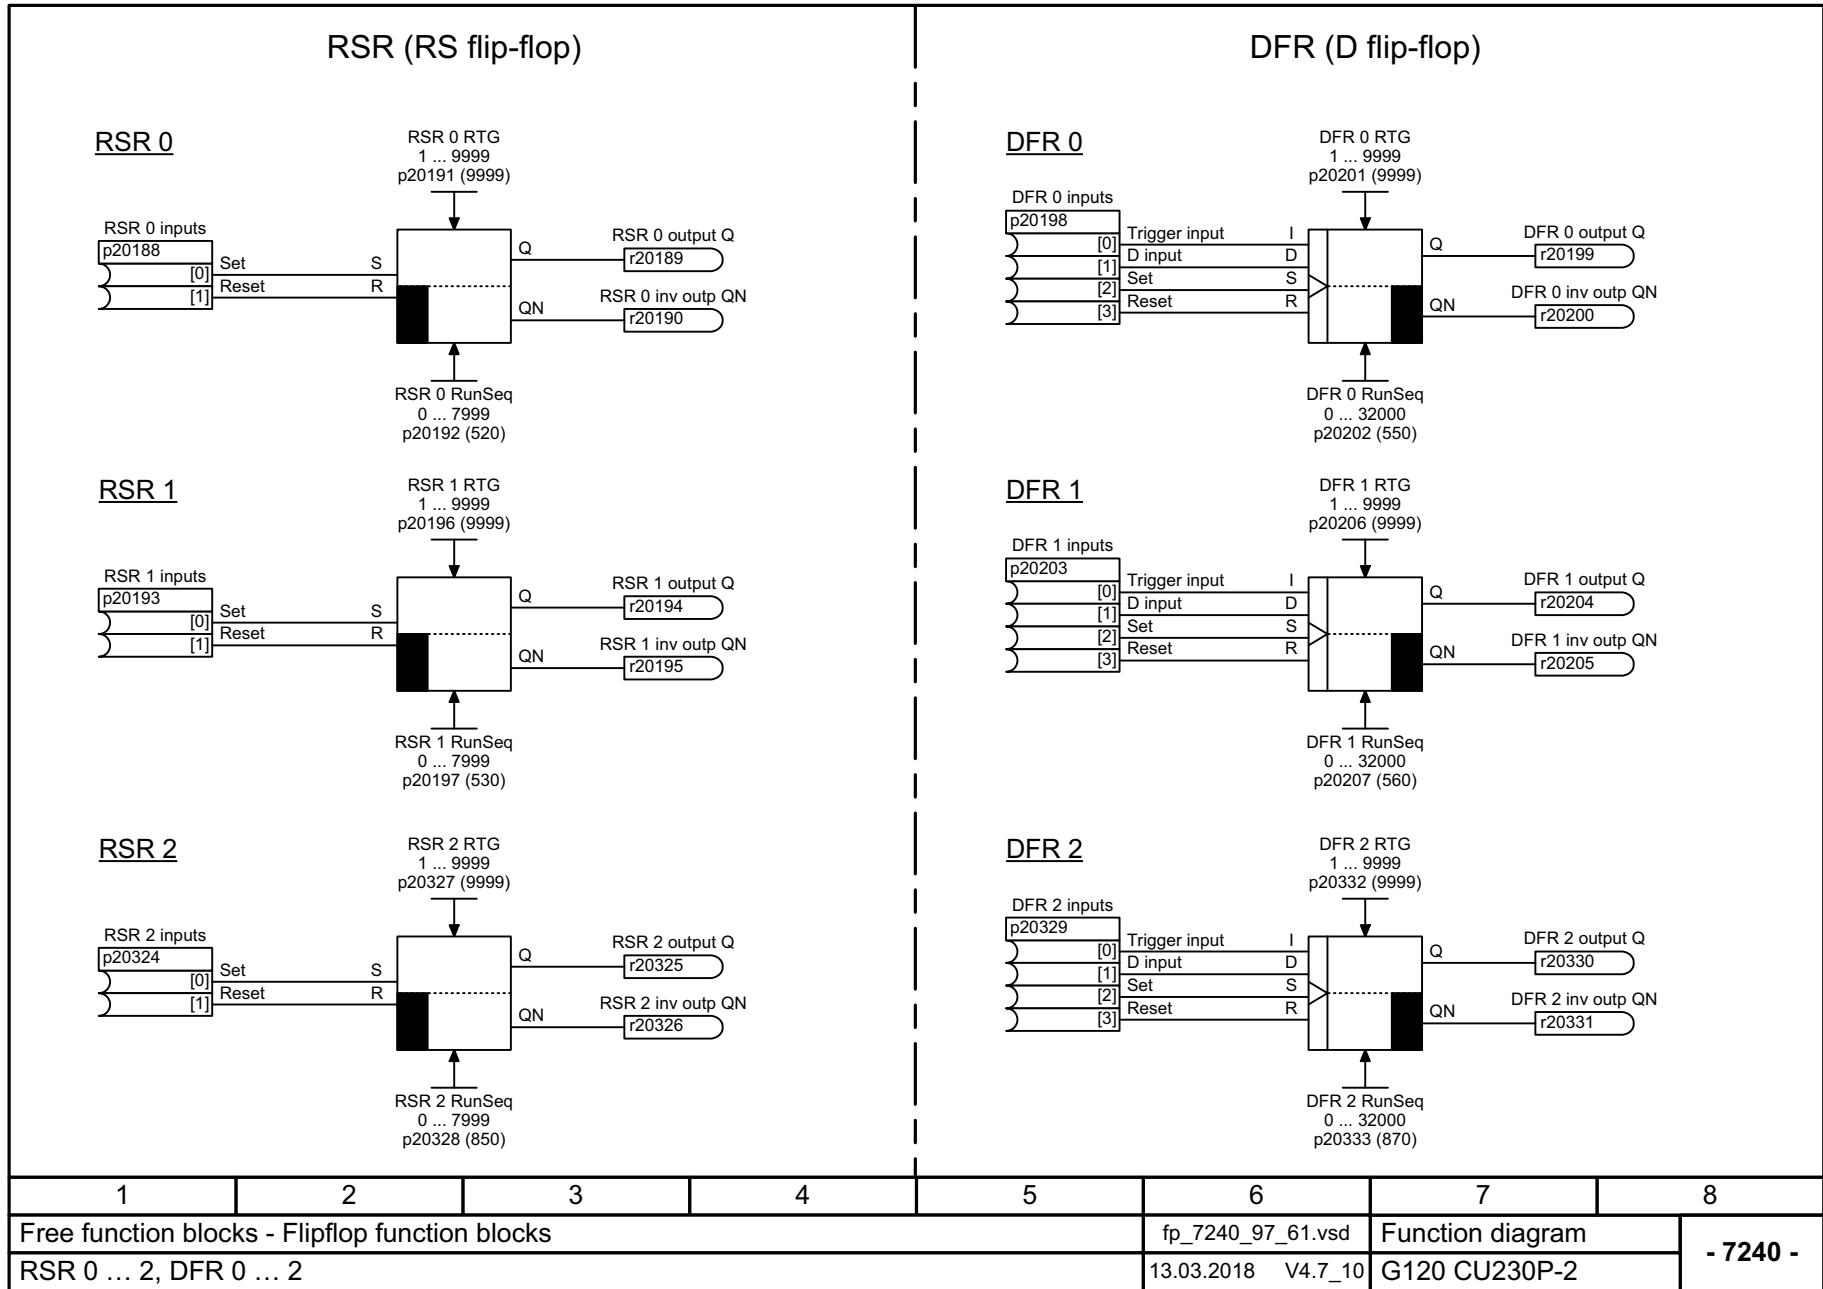 RSR (RS flip-flop)
RSR 0
RSR 0 RTG
1 ... 9999
p20191 (9999)
RSR 0 inputs
p20188
[0] Set S
[1] Reset R
Q
RSR 0 output Q
r20189
QN
RSR 0 inv outp QN
r20190
RSR 0 RunSeq
0 ... 7999
p20192 (520)
RSR 1
RSR 1 RTG
1 ... 9999
p20196 (9999)
RSR 1 inputs
p20193
[0] Set S
[1] Reset R
Q
RSR 1 output Q
r20194
QN
RSR 1 inv outp QN
r20195
RSR 1 RunSeq
0 ... 7999
p20197 (530)
RSR 2
RSR 2 RTG
1 ... 9999
p20327 (9999)
RSR 2 inputs
p20324
[0] Set S
[1] Reset R
Q
RSR 2 output Q
r20325
QN
RSR 2 inv outp QN
r20326
RSR 2 RunSeq
0 ... 7999
p20328 (850)
DFR (D flip-flop)
DFR 0
DFR 0 RTG
1 ... 9999
p20201 (9999)
DFR 0 inputs
p20198
[0] Trigger input I
[1] D input D
[2] Set S
[3] Reset R
Q
DFR 0 output Q
r20199
QN
DFR 0 inv outp QN
r20200
DFR 0 RunSeq
0 ... 32000
p20202 (550)
DFR 1
DFR 1 RTG
1 ... 9999
p20206 (9999)
DFR 1 inputs
p20203
[0] Trigger input I
[1] D input D
[2] Set S
[3] Reset R
Q
DFR 1 output Q
r20204
QN
DFR 1 inv outp QN
r20205
DFR 1 RunSeq
0 ... 32000
p20207 (560)
DFR 2
DFR 2 RTG
1 ... 9999
p20332 (9999)
DFR 2 inputs
p20329
[0] Trigger input I
[1] D input D
[2] Set S
[3] Reset R
Q
DFR 2 output Q
r20330
QN
DFR 2 inv outp QN
r20331
DFR 2 RunSeq
0 ... 32000
p20333 (870)
1 2 3 4 5 6 7 8
Free function blocks - Flipflop function blocks
fp_7240_97_61.vsd
Function diagram
- 7240 -
RSR 0 … 2, DFR 0 … 2
13.03.2018 V4.7_10
G120 CU230P-2